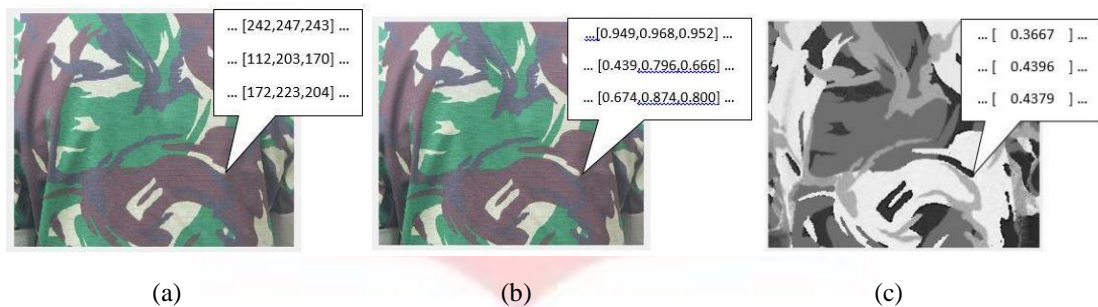 ... [242,247,243] ...
... [112,203,170] ...
... [172,223,204] ...
...[0.949,0.968,0.952] ...
... [0.439,0.796,0.666] ...
... [0.674,0.874,0.800] ...
... [ 0.3667 ] ...
... [ 0.4396 ] ...
... [ 0.4379 ] ...
(a)
(b)
(c)